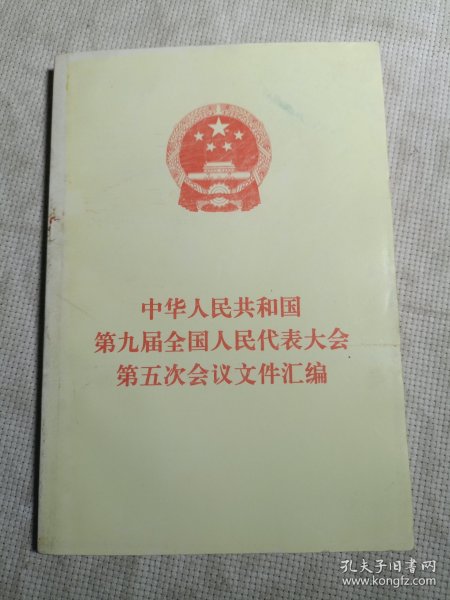 中华人民共和国
第九届全国人民代表大会
第五次会议文件汇编
孔夫子旧书网
www.kongfz.com